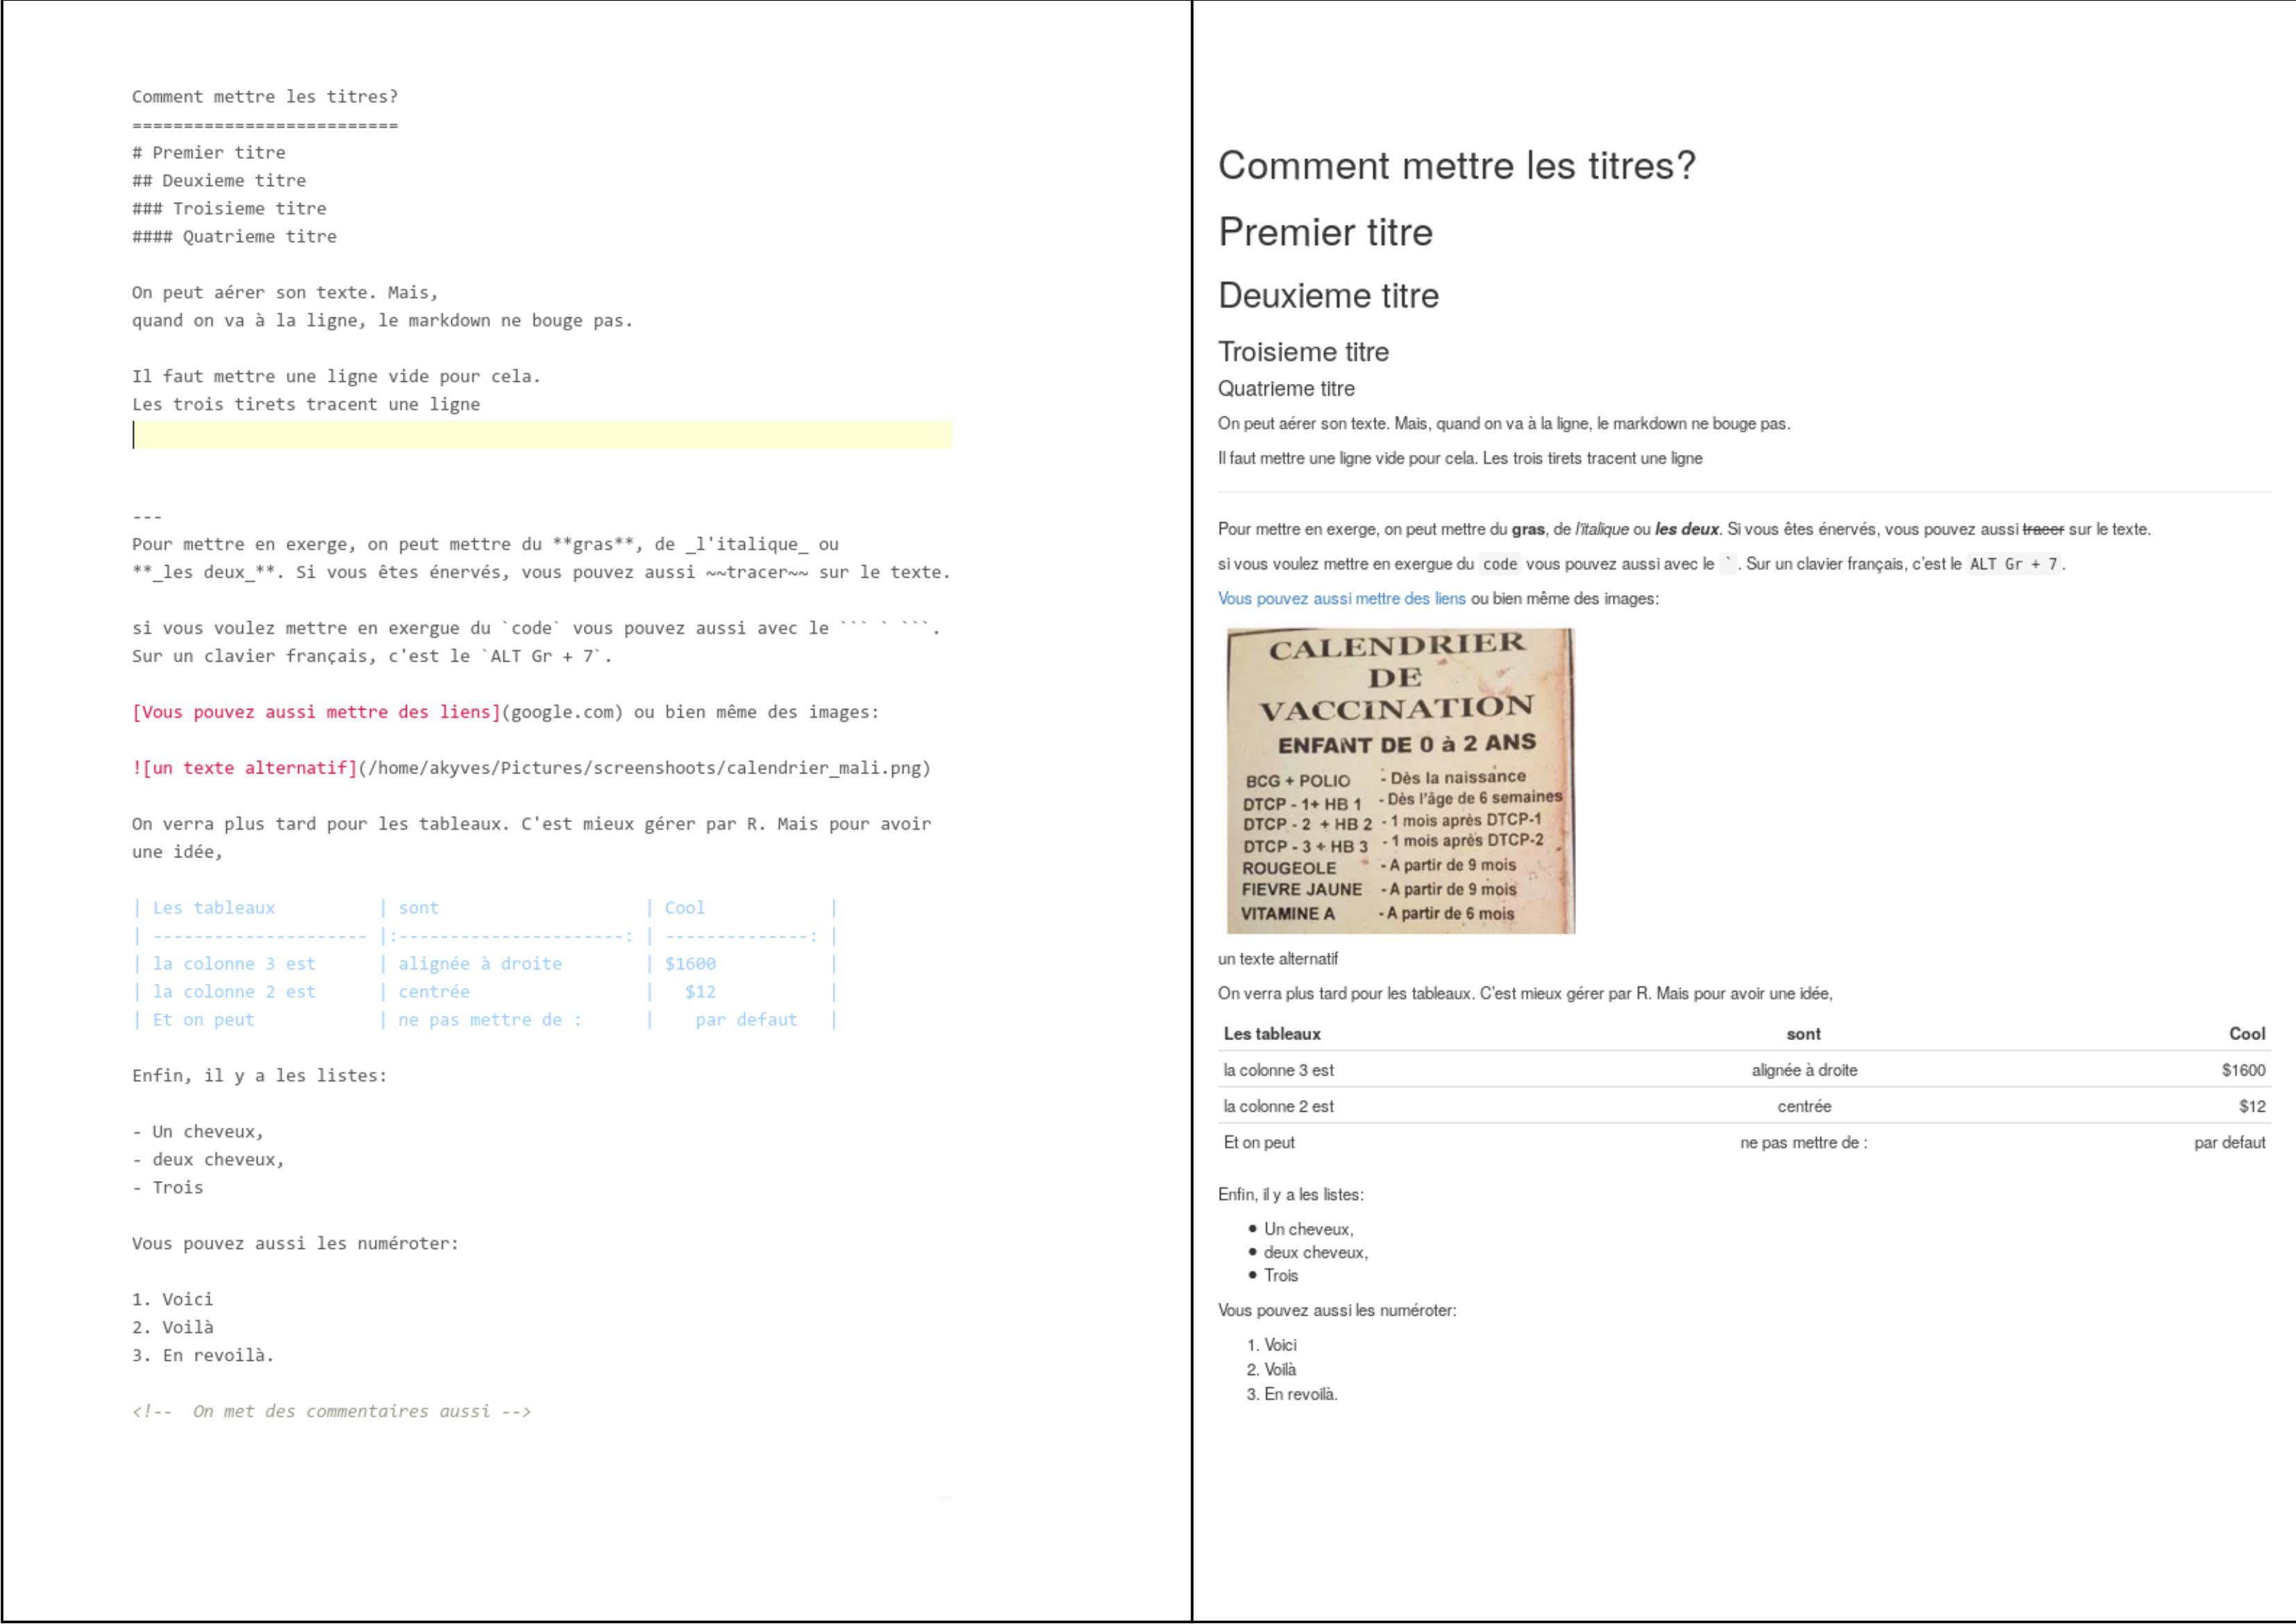 Comment mettre les titres?
==========================
# Premier titre
## Deuxieme titre
### Troisieme titre
#### Quatrieme titre
On peut aérer son texte. Mais,
quand on va à la ligne, le markdown ne bouge pas.
Il faut mettre une ligne vide pour cela.
Les trois tirets tracent une ligne
---
Pour mettre en exerge, on peut mettre du **gras**, de _l'italique_ ou
**_les deux_**. Si vous êtes énervés, vous pouvez aussi ~~tracer~~ sur le texte.
si vous voulez mettre en exergue du `code` vous pouvez aussi avec le ``` ` ```.
Sur un clavier français, c'est le `ALT Gr + 7`.
[Vous pouvez aussi mettre des liens](google.com) ou bien même des images:
![un texte alternatif](/home/akyves/Pictures/screenshoots/calendrier_mali.png)
On verra plus tard pour les tableaux. C'est mieux gérer par R. Mais pour avoir
une idée,
| Les tableaux          | sont                    | Cool            |
| --------------------- |:----------------------: | --------------: |
| la colonne 3 est      | alignée à droite        | $1600           |
| la colonne 2 est      | centrée                 |   $12           |
| Et on peut            | ne pas mettre de :      |    par defaut   |
Enfin, il y a les listes:
- Un cheveux,
- deux cheveux,
- Trois
Vous pouvez aussi les numéroter:
1. Voici
2. Voilà
3. En revoilà.
<!--  On met des commentaires aussi -->
Comment mettre les titres?
Premier titre
Deuxieme titre
Troisieme titre
Quatrieme titre
On peut aérer son texte. Mais, quand on va à la ligne, le markdown ne bouge pas.
Il faut mettre une ligne vide pour cela. Les trois tirets tracent une ligne
Pour mettre en exerge, on peut mettre du gras, de l'italique ou les deux. Si vous êtes énervés, vous pouvez aussi tracer sur le texte.
si vous voulez mettre en exergue du code vous pouvez aussi avec le `. Sur un clavier français, c'est le ALT Gr + 7.
Vous pouvez aussi mettre des liens ou bien même des images:
CALENDRIER
DE
VACCINATION
ENFANT DE 0 à 2 ANS
BCG + POLIO - Dès la naissance
DTCP - 1+ HB 1 - Dès l'âge de 6 semaines
DTCP - 2 + HB 2 - 1 mois après DTCP-1
DTCP - 3 + HB 3 - 1 mois après DTCP-2
ROUGEOLE - A partir de 9 mois
FIEVRE JAUNE - A partir de 9 mois
VITAMINE A - A partir de 6 mois
un texte alternatif
On verra plus tard pour les tableaux. C'est mieux gérer par R. Mais pour avoir une idée,
Les tableaux sont Cool
la colonne 3 est alignée à droite $1600
la colonne 2 est centrée $12
Et on peut ne pas mettre de : par defaut
Enfin, il y a les listes:
• Un cheveux,
• deux cheveux,
• Trois
Vous pouvez aussi les numéroter:
1. Voici
2. Voilà
3. En revoilà.